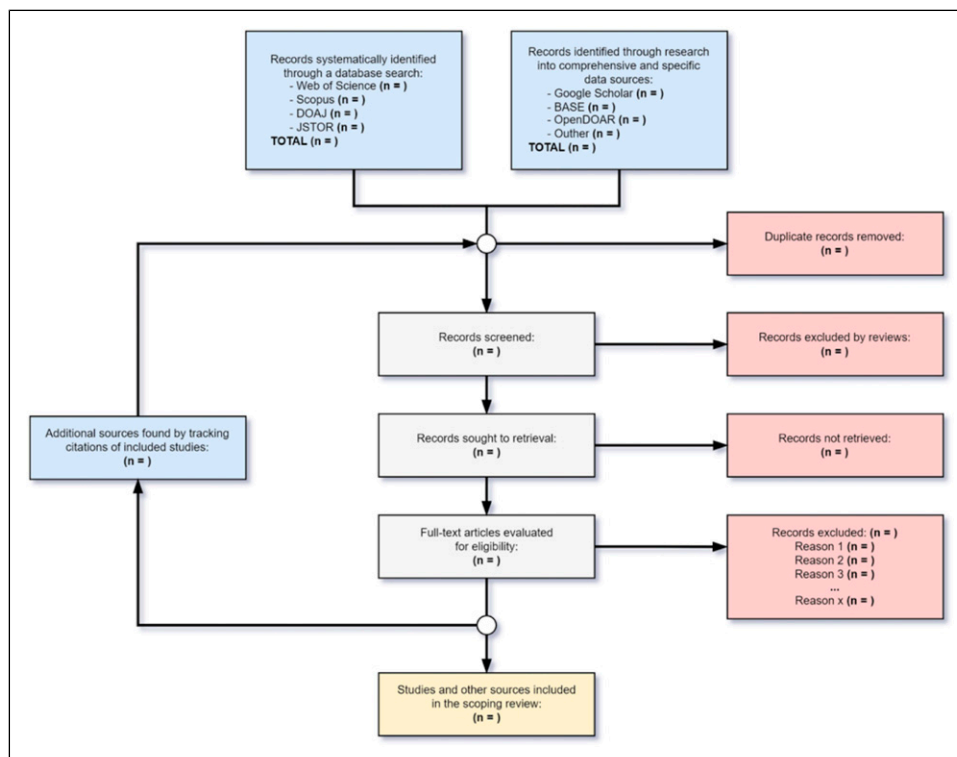 Records systematically identified
through a database search:
- Web of Science (n = )
- Scopus (n = )
- DOAJ (n = )
- JSTOR (n = )
TOTAL (n = )
Records identified through research
into comprehensive and specific
data sources:
- Google Scholar (n = )
- BASE (n = )
- OpenDOAR (n = )
- Outher (n = )
TOTAL (n = )
Duplicate records removed:
(n = )
Records screened:
(n = )
Records excluded by reviews:
(n = )
Additional sources found by tracking
citations of included studies:
(n = )
Records sought to retrieval:
(n = )
Records not retrieved:
(n = )
Full-text articles evaluated
for eligibility:
(n = )
Records excluded: (n = )
Reason 1 (n = )
Reason 2 (n = )
Reason 3 (n = )
...
Reason x (n = )
Studies and other sources included
in the scoping review:
(n = )